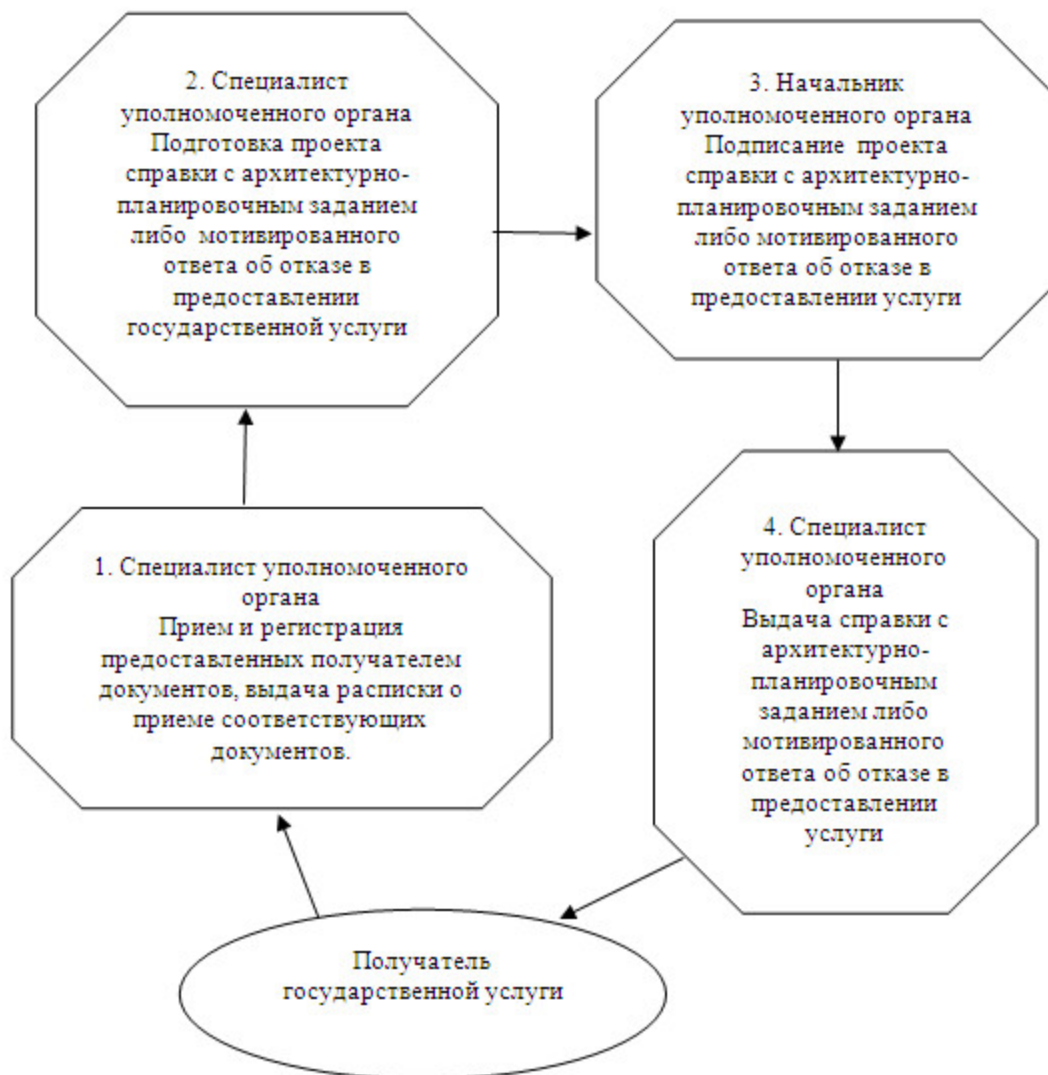 2. Специалист
уполномоченного органа
Подготовка проекта
справки с архитектурно-
планировочным заданием
либо мотивированного
ответа об отказе в
предоставлении
государственной услуги
3. Начальник
уполномоченного органа
Подписание проекта
справки с архитектурно-
планировочным заданием
либо мотивированного
ответа об отказе в
предоставлении услуги
1. Специалист уполномоченного
органа
Прием и регистрация
предоставленных получателем
документов, выдача расписки о
приеме соответствующих
документов.
4. Специалист
уполномоченного
органа
Выдача справки с
архитектурно-
планировочным
заданием либо
мотивированного
ответа об отказе в
предоставлении
услуги
Получатель
государственной услуги